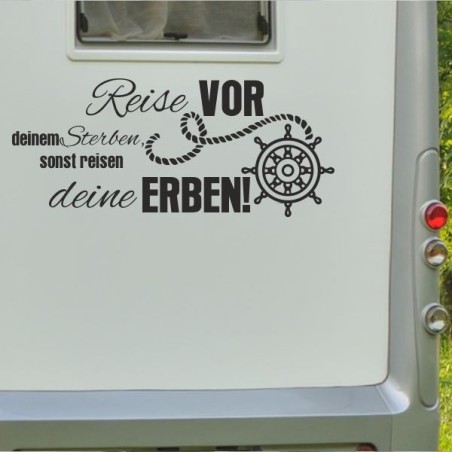 Reise VOR
deinem Sterben,
sonst reisen
deine ERBEN!